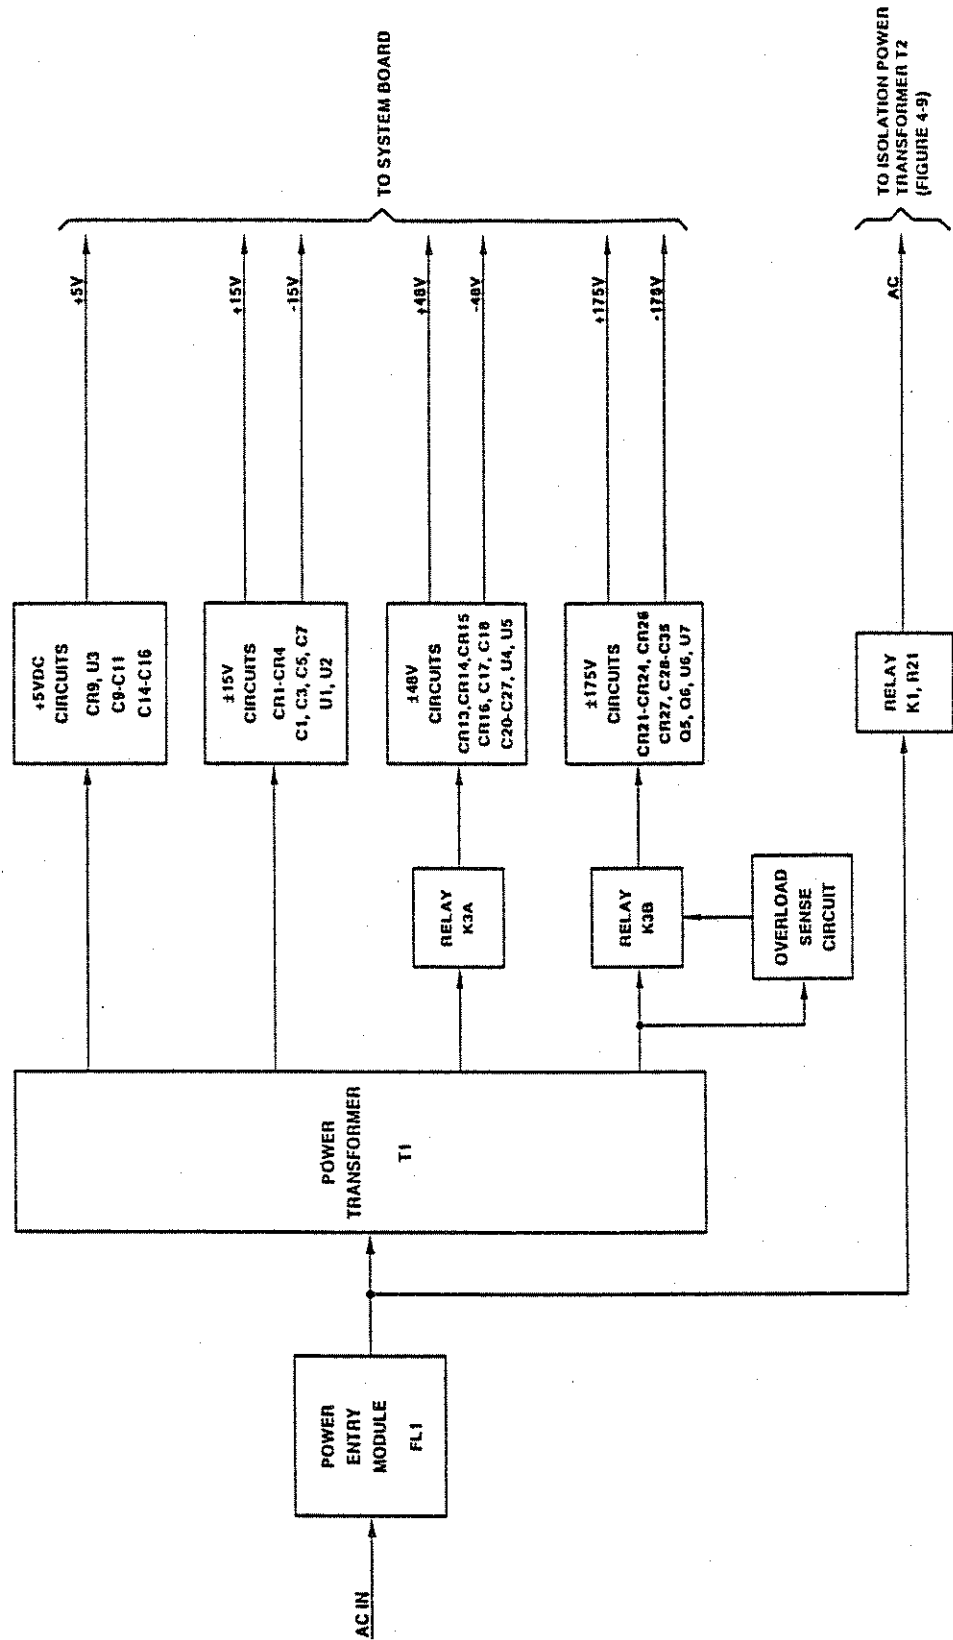 AC IN
POWER
ENTRY
MODULE
FL1
POWER
TRANSFORMER
T1
+5VDC
CIRCUITS
CR9, U3
C9-C11
C14-C16
±15V
CIRCUITS
CR1-CR4
C1, C3, C5, C7
U1, U2
RELAY
K3A
±48V
CIRCUITS
CR13,CR14,CR15
CR16, C17, C18
C20-C27, U4, U5
RELAY
K3B
OVERLOAD
SENSE
CIRCUIT
±175V
CIRCUITS
CR21-CR24, CR26
CR27, C28-C35
Q5, Q6, U6, U7
RELAY
K1, R21
+5V
+15V
-15V
+48V
-48V
+175V
-175V
TO SYSTEM BOARD
AC
TO ISOLATION POWER
TRANSFORMER T2
(FIGURE 4-9)